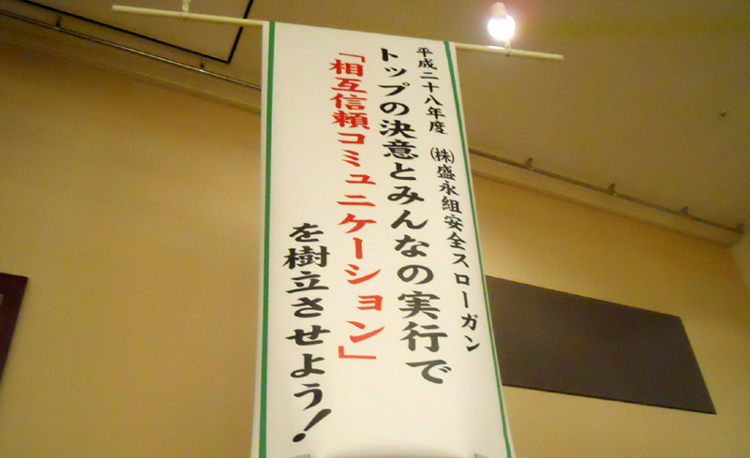 平成二十八年度 ㈱盛永組安全スローガン
トップの決意とみんなの実行で
「相互信頼コミュニケーション」
を樹立させよう!